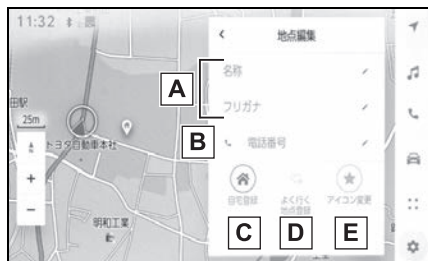 11:32
地点編集
名称
A
フリガナ
B
電話番号
田駅
25m
トヨタ自動車本社
自宅登録
よく行く
地点登録
アイコン変更
明和工業
C
D
E